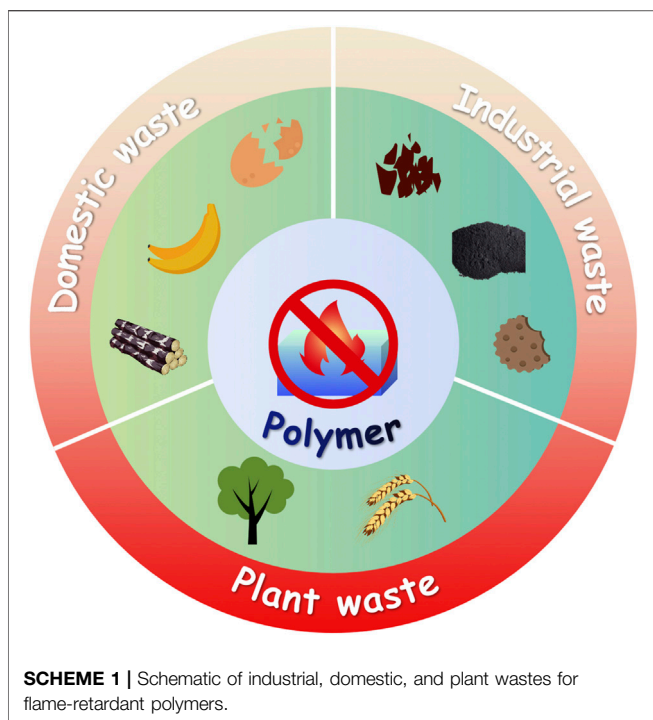 Domestic waste
Industrial waste
Polymer
Plant waste
SCHEME 1 | Schematic of industrial, domestic, and plant wastes for
flame-retardant polymers.